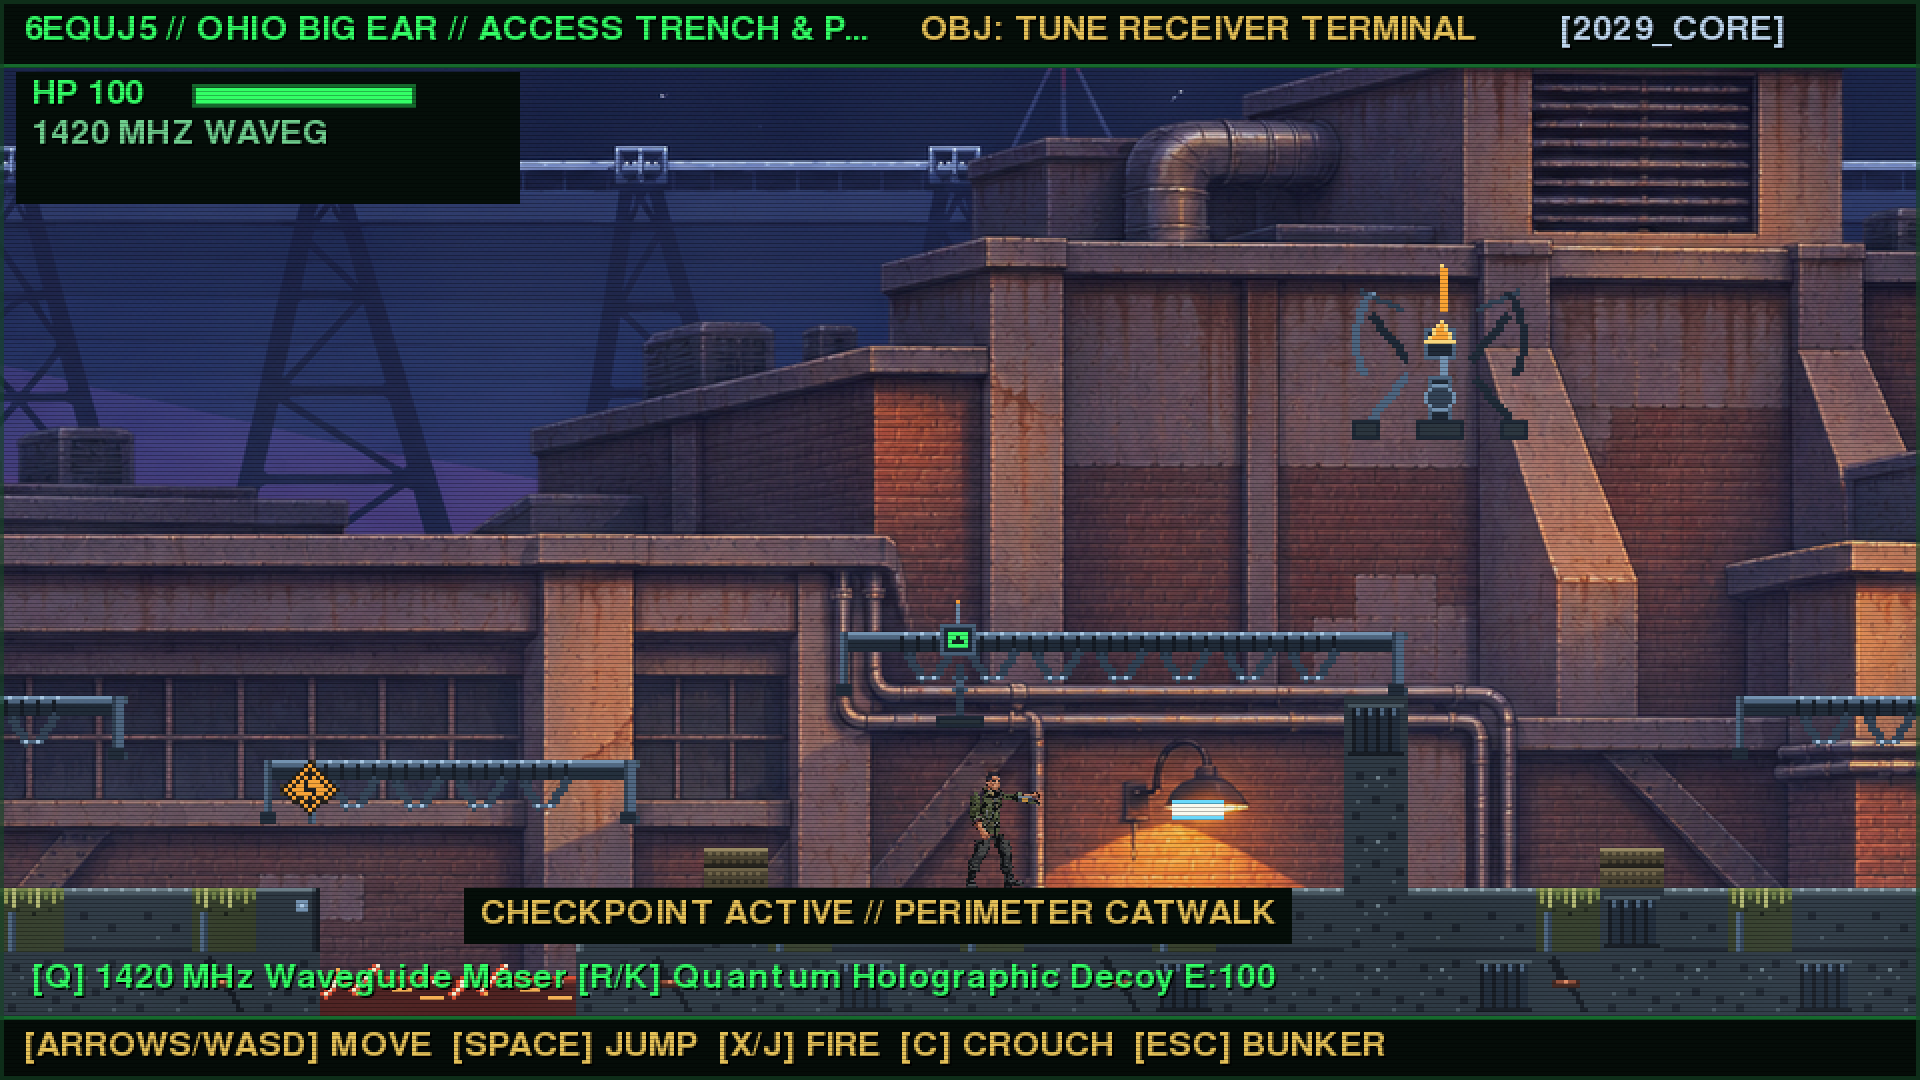 6EQUJ5 // OHIO BIG EAR // ACCESS TRENCH & P... OBJ: TUNE RECEIVER TERMINAL [2029_CORE]
HP 100
1420 MHZ WAVEG
CHECKPOINT ACTIVE // PERIMETER CATWALK
[Q] 1420 MHz Waveguide Maser [R/K] Quantum Holographic Decoy E:100
[ARROWS/WASD] MOVE [SPACE] JUMP [X/J] FIRE [C] CROUCH [ESC] BUNKER